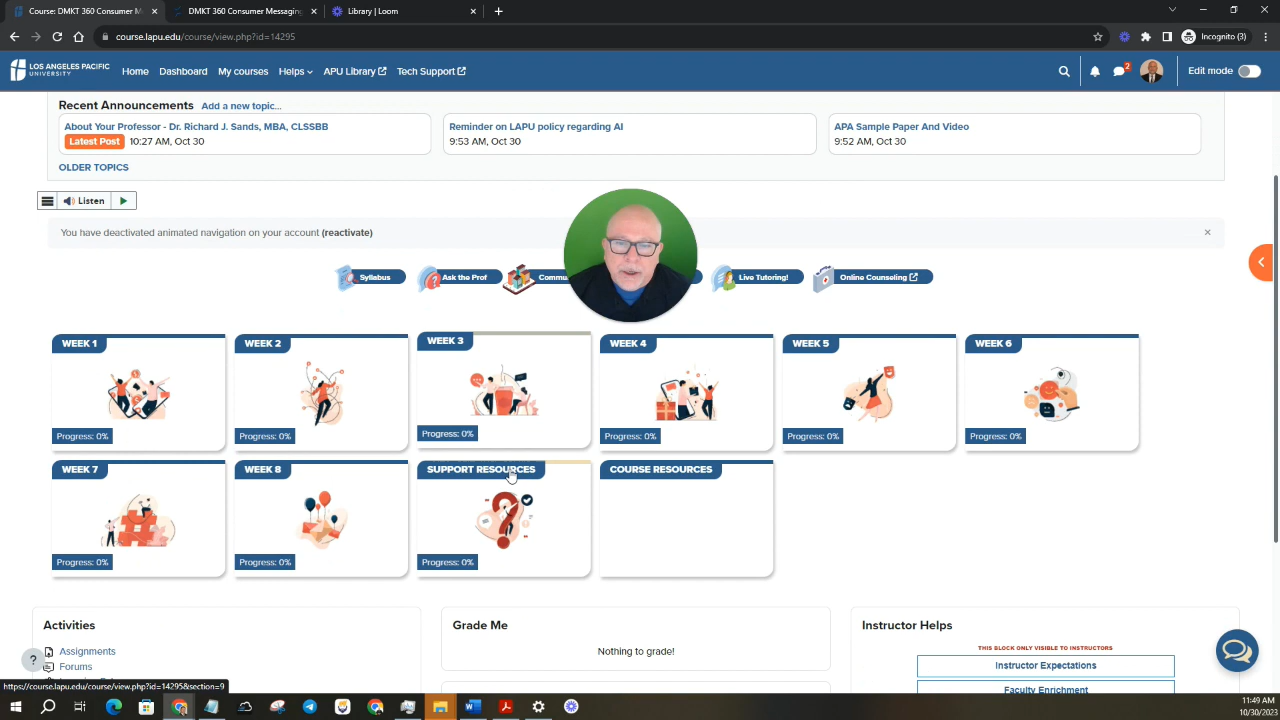 Course: DMKT 360 Consumer M
DMKT 360 Consumer Messaging
Library | Loom
course.lapu.edu/course/view.php?id=14295
Incognito (3)
LOS ANGELES PACIFIC
UNIVERSITY
Home
Dashboard
My courses
Helps
APU Library
Tech Support
2
Edit mode
Recent Announcements
Add a new topic...
About Your Professor - Dr. Richard J. Sands, MBA, CLSSBB
Latest Post
10:27 AM, Oct 30
Reminder on LAPU policy regarding AI
9:53 AM, Oct 30
APA Sample Paper And Video
9:52 AM, Oct 30
OLDER TOPICS
Listen
You have deactivated animated navigation on your account (reactivate)
Syllabus
Ask the Prof
Commu
Live Tutoring!
Online Counseling
WEEK 1
Progress: 0%
WEEK 2
Progress: 0%
WEEK 3
Progress: 0%
WEEK 4
Progress: 0%
WEEK 5
Progress: 0%
WEEK 6
Progress: 0%
WEEK 7
Progress: 0%
WEEK 8
Progress: 0%
SUPPORT RESOURCES
Progress: 0%
COURSE RESOURCES
Activities
Assignments
Forums
Grade Me
Nothing to grade!
Instructor Helps
THIS BLOCK ONLY VISIBLE TO INSTRUCTORS
Instructor Expectations
Faculty Enrichment
?
https://course.lapu.edu/course/view.php?id=14295&section=9
11:49 AM
10/30/2023